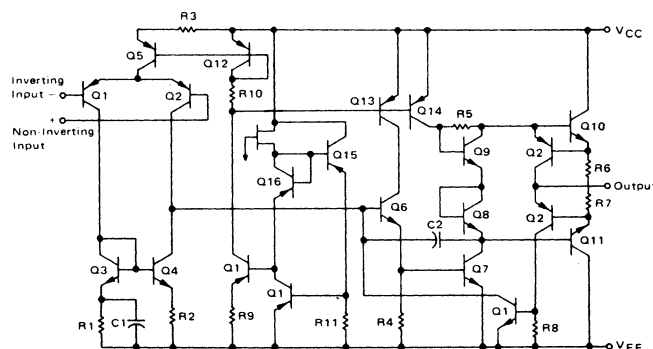 R3
VCC
Q5
Q12
Inverting
Input −
Q1
Q2
R10
Q13
Q14
R5
Q10
+
Non-Inverting
Input
Q9
Q2
R6
Q15
Output
Q16
Q6
R7
C2
Q8
Q2
Q11
Q3
Q4
Q1
Q7
Q1
Q1
R1
C1
R2
R9
R11
R4
R8
VEE